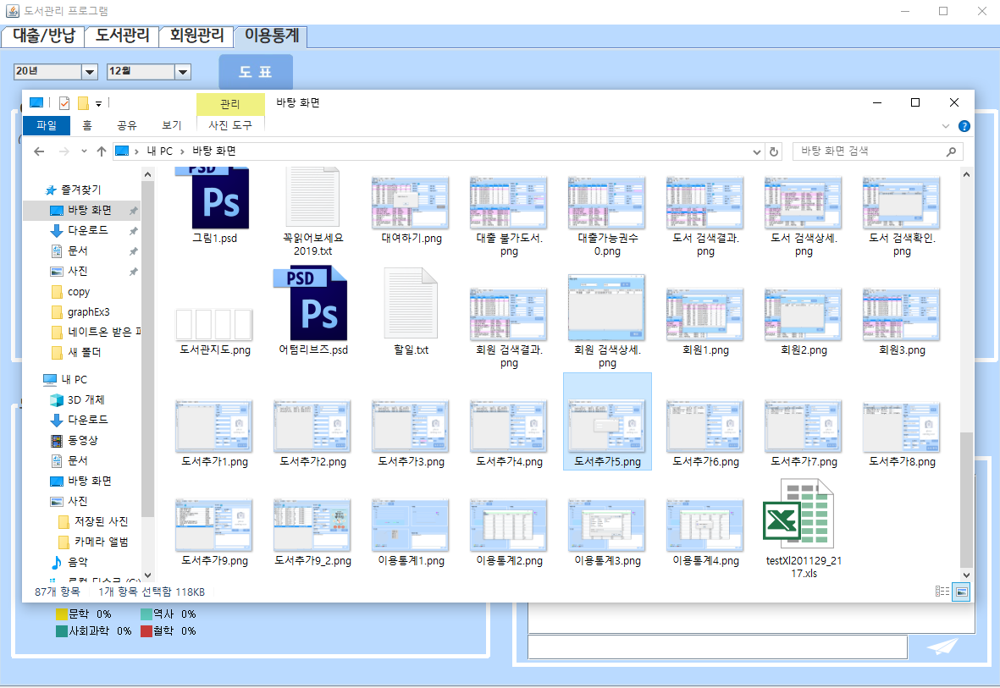 도서관리 프로그램
대출/반납 도서관리 회원관리 이용통계
20년 12월 도 표
관리 바탕 화면
파일 홈 공유 보기 사진 도구
내 PC 바탕 화면 바탕 화면 검색
즐겨찾기
바탕 화면
다운로드
문서
사진
copy
graphEx3
네이트온 받은
새 폴더
내 PC
3D 개체
다운로드
동영상
문서
바탕 화면
사진
저장된 사진
카메라 앨범
음악
PSD
Ps
그림1.psd
꼭읽어보세요
2019.txt
대여하기.png
대출 불가도서.
png
대출가능권수
0.png
도서 검색결과.
png
도서 검색상세.
png
도서 검색확인.
png
도서관지도.png
PSD
Ps
어텀리브즈.psd
할일.txt
회원 검색결과.
png
회원 검색상세.
png
회원1.png
회원2.png
회원3.png
도서추가1.png
도서추가2.png
도서추가3.png
도서추가4.png
도서추가5.png
도서추가6.png
도서추가7.png
도서추가8.png
도서추가9.png
도서추가9_2.png
이용통계1.png
이용통계2.png
이용통계3.png
이용통계4.png
testXl201129_21
17.xls
87개 항목 1개 항목 선택함 118KB
문학 0% 역사 0%
사회과학 0% 철학 0%